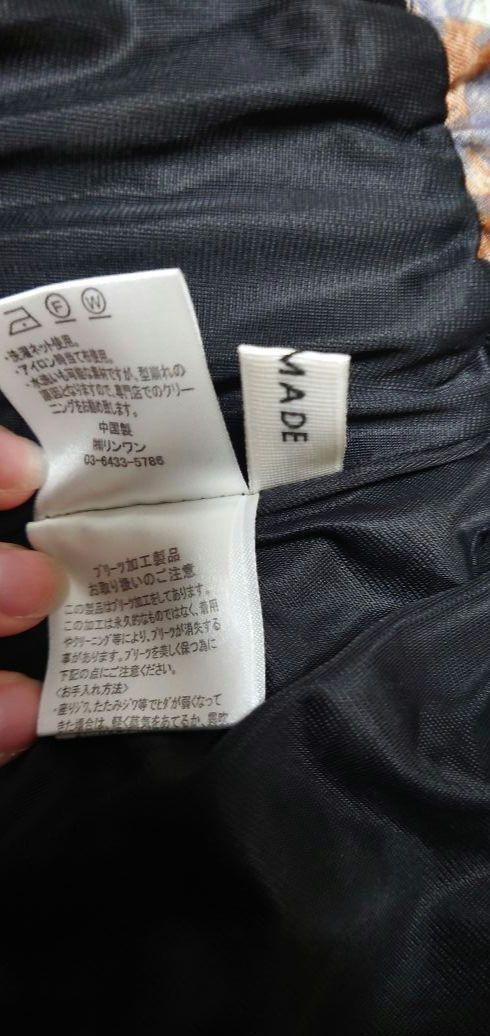 F W
・洗濯ネット使用。
・アイロン時当て布使用。
・水洗いも可能な素材ですが、型崩れの
原因となりますので、専門店でのクリー
ニングをお勧め致します。
中国製
㈱リンワン
03-6433-5786
MADE
プリーツ加工製品
お取り扱いのご注意
この製品はプリーツ加工をしてあります。
この加工は永久的なものではなく、着用
やクリーニング等により、プリーツが消失する
事があります。プリーツを美しく保つ為に
下記の点にご注意ください。
〈お手入れ方法〉
・座りジワ、たたみジワ等でヒダが弱くなって
きた場合は、軽く蒸気をあてるか、霧吹